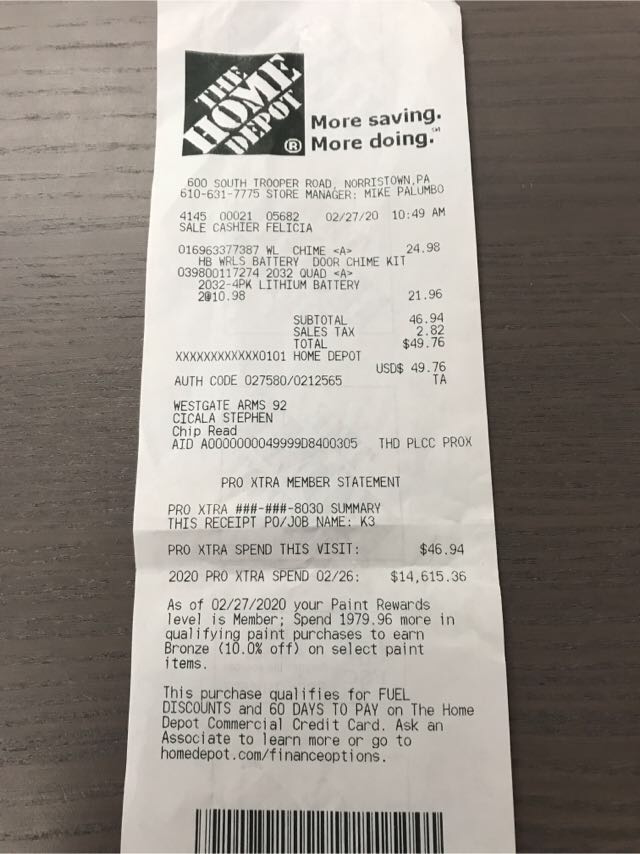 THE
HOME
DEPOT
®
More saving.
More doing.℠
600 SOUTH TROOPER ROAD, NORRISTOWN,PA
610-631-7775 STORE MANAGER: MIKE PALUMBO
4145 00021 05682 02/27/20 10:49 AM
SALE CASHIER FELICIA
016963377387 WL CHIME <A> 24.98
HB WRLS BATTERY DOOR CHIME KIT
039800117274 2032 QUAD <A>
2032-4PK LITHIUM BATTERY
2@10.98 21.96
SUBTOTAL 46.94
SALES TAX 2.82
TOTAL $49.76
XXXXXXXXXXXX0101 HOME DEPOT
USD$ 49.76
AUTH CODE 027580/0212565 TA
WESTGATE ARMS 92
CICALA STEPHEN
Chip Read
AID A0000000049999D8400305 THD PLCC PROX
PRO XTRA MEMBER STATEMENT
PRO XTRA ###-###-8030 SUMMARY
THIS RECEIPT PO/JOB NAME: K3
PRO XTRA SPEND THIS VISIT: $46.94
2020 PRO XTRA SPEND 02/26: $14,615.36
As of 02/27/2020 your Paint Rewards
level is Member; Spend 1979.96 more in
qualifying paint purchases to earn
Bronze (10.0% off) on select paint
items.
This purchase qualifies for FUEL
DISCOUNTS and 60 DAYS TO PAY on The Home
Depot Commercial Credit Card. Ask an
Associate to learn more or go to
homedepot.com/financeoptions.